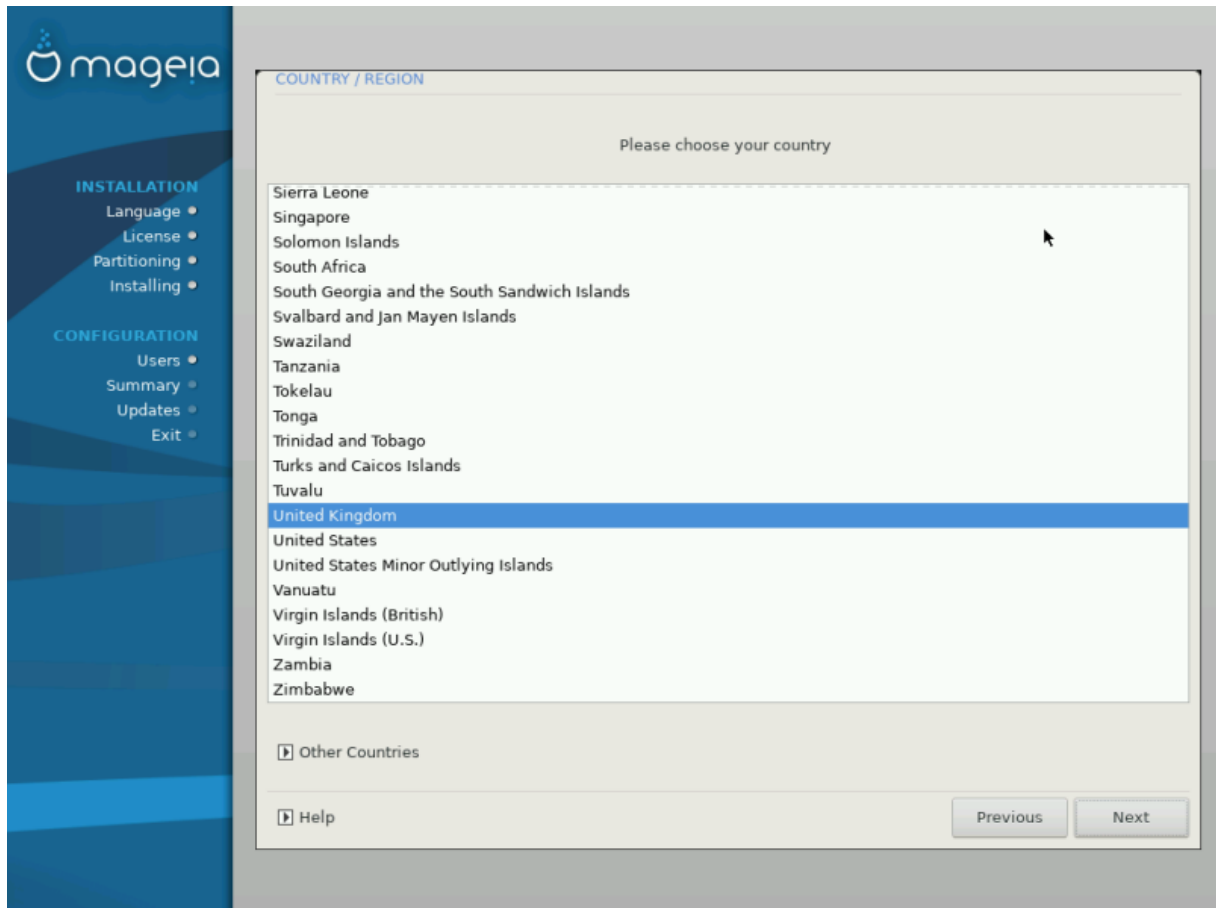 mageia
INSTALLATION
Language
License
Partitioning
Installing
CONFIGURATION
Users
Summary
Updates
Exit
COUNTRY / REGION
Please choose your country
Sierra Leone
Singapore
Solomon Islands
South Africa
South Georgia and the South Sandwich Islands
Svalbard and Jan Mayen Islands
Swaziland
Tanzania
Tokelau
Tonga
Trinidad and Tobago
Turks and Caicos Islands
Tuvalu
United Kingdom
United States
United States Minor Outlying Islands
Vanuatu
Virgin Islands (British)
Virgin Islands (U.S.)
Zambia
Zimbabwe
Other Countries
Help
Previous
Next